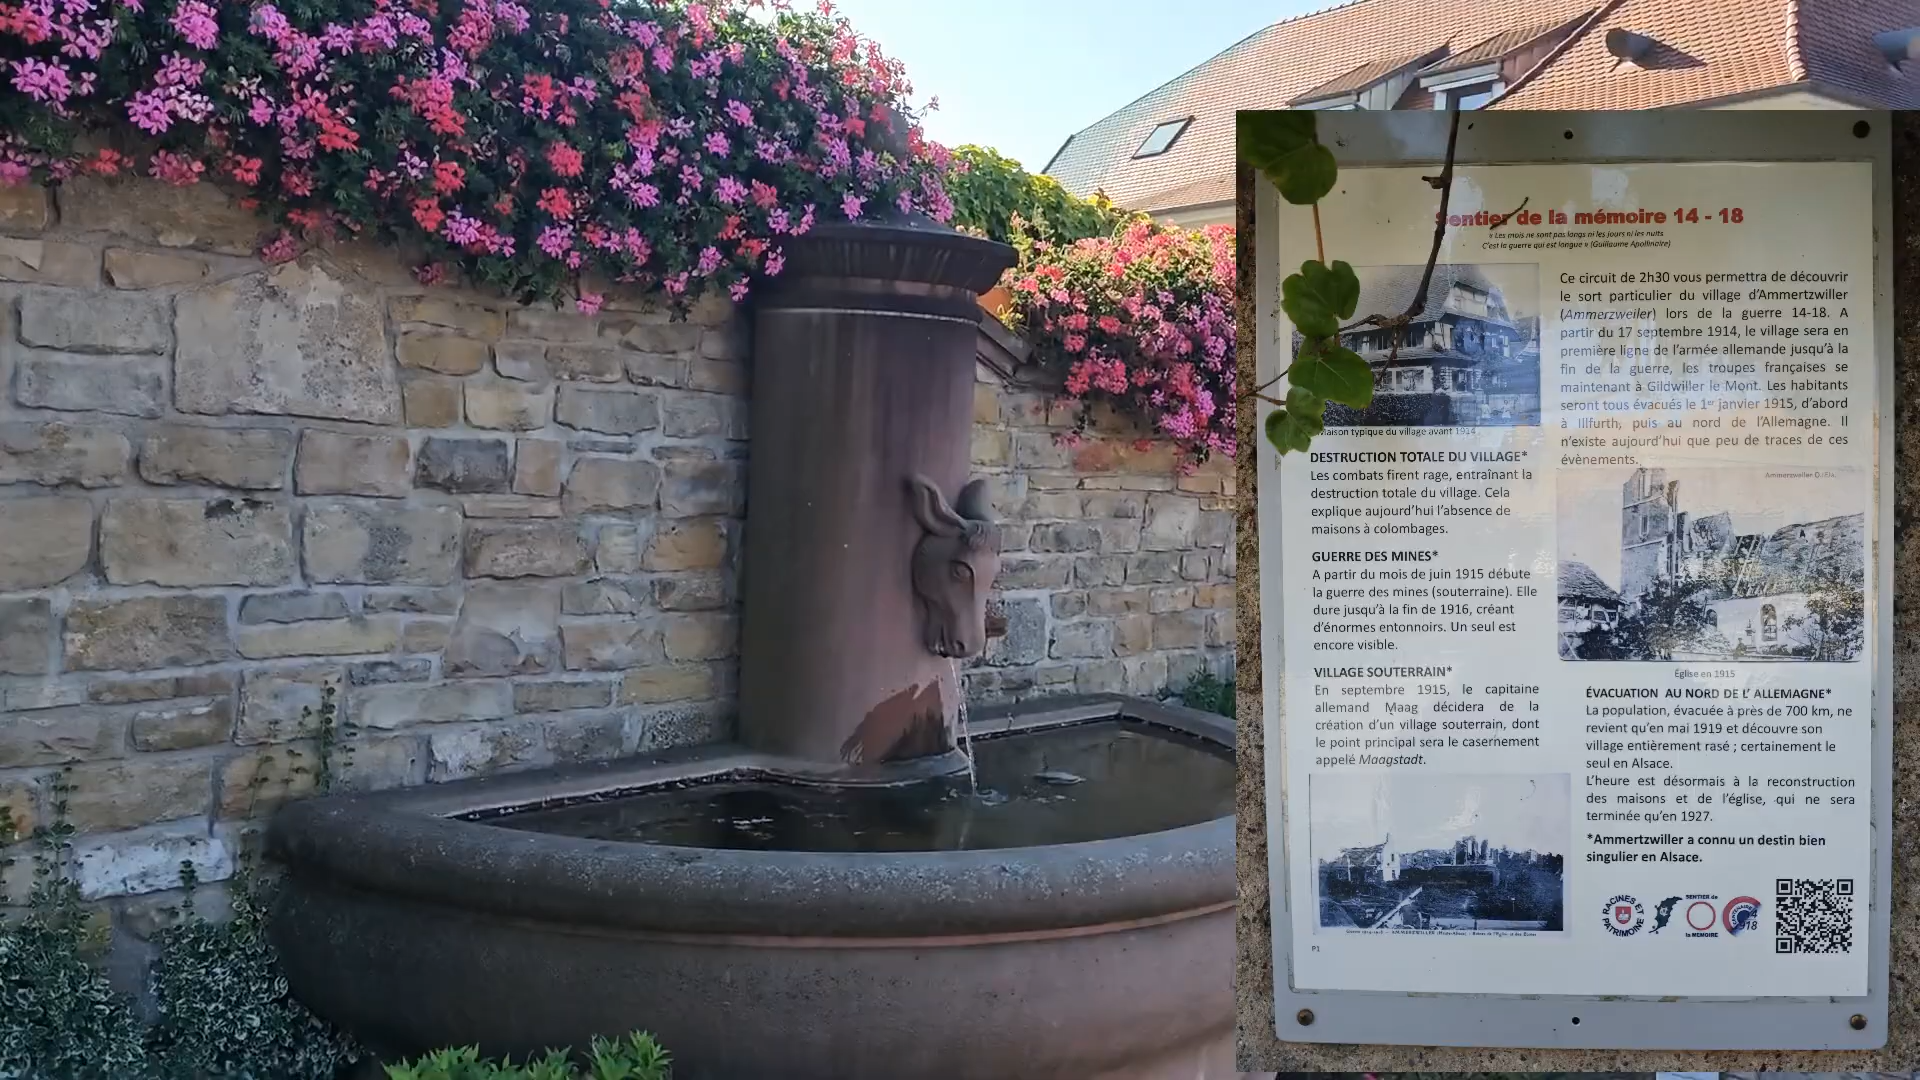 Sentier de la mémoire 14 - 18
« Les mois ne sont pas longs ni les jours ni les nuits
C'est la guerre qui est longue » (Guillaume Apollinaire)
Maison typique du village avant 1914
DESTRUCTION TOTALE DU VILLAGE*
Les combats firent rage, entraînant la
destruction totale du village. Cela
explique aujourd'hui l'absence de
maisons à colombages.
GUERRE DES MINES*
A partir du mois de juin 1915 débute
la guerre des mines (souterraine). Elle
dure jusqu'à la fin de 1916, créant
d'énormes entonnoirs. Un seul est
encore visible.
VILLAGE SOUTERRAIN*
En septembre 1915, le capitaine
allemand Maag décidera de la
création d'un village souterrain, dont
le point principal sera le casernement
appelé Maagstadt.
P1
Ce circuit de 2h30 vous permettra de découvrir
le sort particulier du village d'Ammertzwiller
(Ammerzweiler) lors de la guerre 14-18. A
partir du 17 septembre 1914, le village sera en
première ligne de l'armée allemande jusqu'à la
fin de la guerre, les troupes françaises se
maintenant à Gildwiller le Mont. Les habitants
seront tous évacués le 1er janvier 1915, d'abord
à Illfurth, puis au nord de l'Allemagne. Il
n'existe aujourd'hui que peu de traces de ces
évènements.
Ammerzweiler O./Els.
Église en 1915
ÉVACUATION AU NORD DE L' ALLEMAGNE*
La population, évacuée à près de 700 km, ne
revient qu'en mai 1919 et découvre son
village entièrement rasé ; certainement le
seul en Alsace.
L'heure est désormais à la reconstruction
des maisons et de l'église, qui ne sera
terminée qu'en 1927.
*Ammertzwiller a connu un destin bien
singulier en Alsace.
RACINES ET
PATRIMOINE
SENTIER de
la MEMOIRE